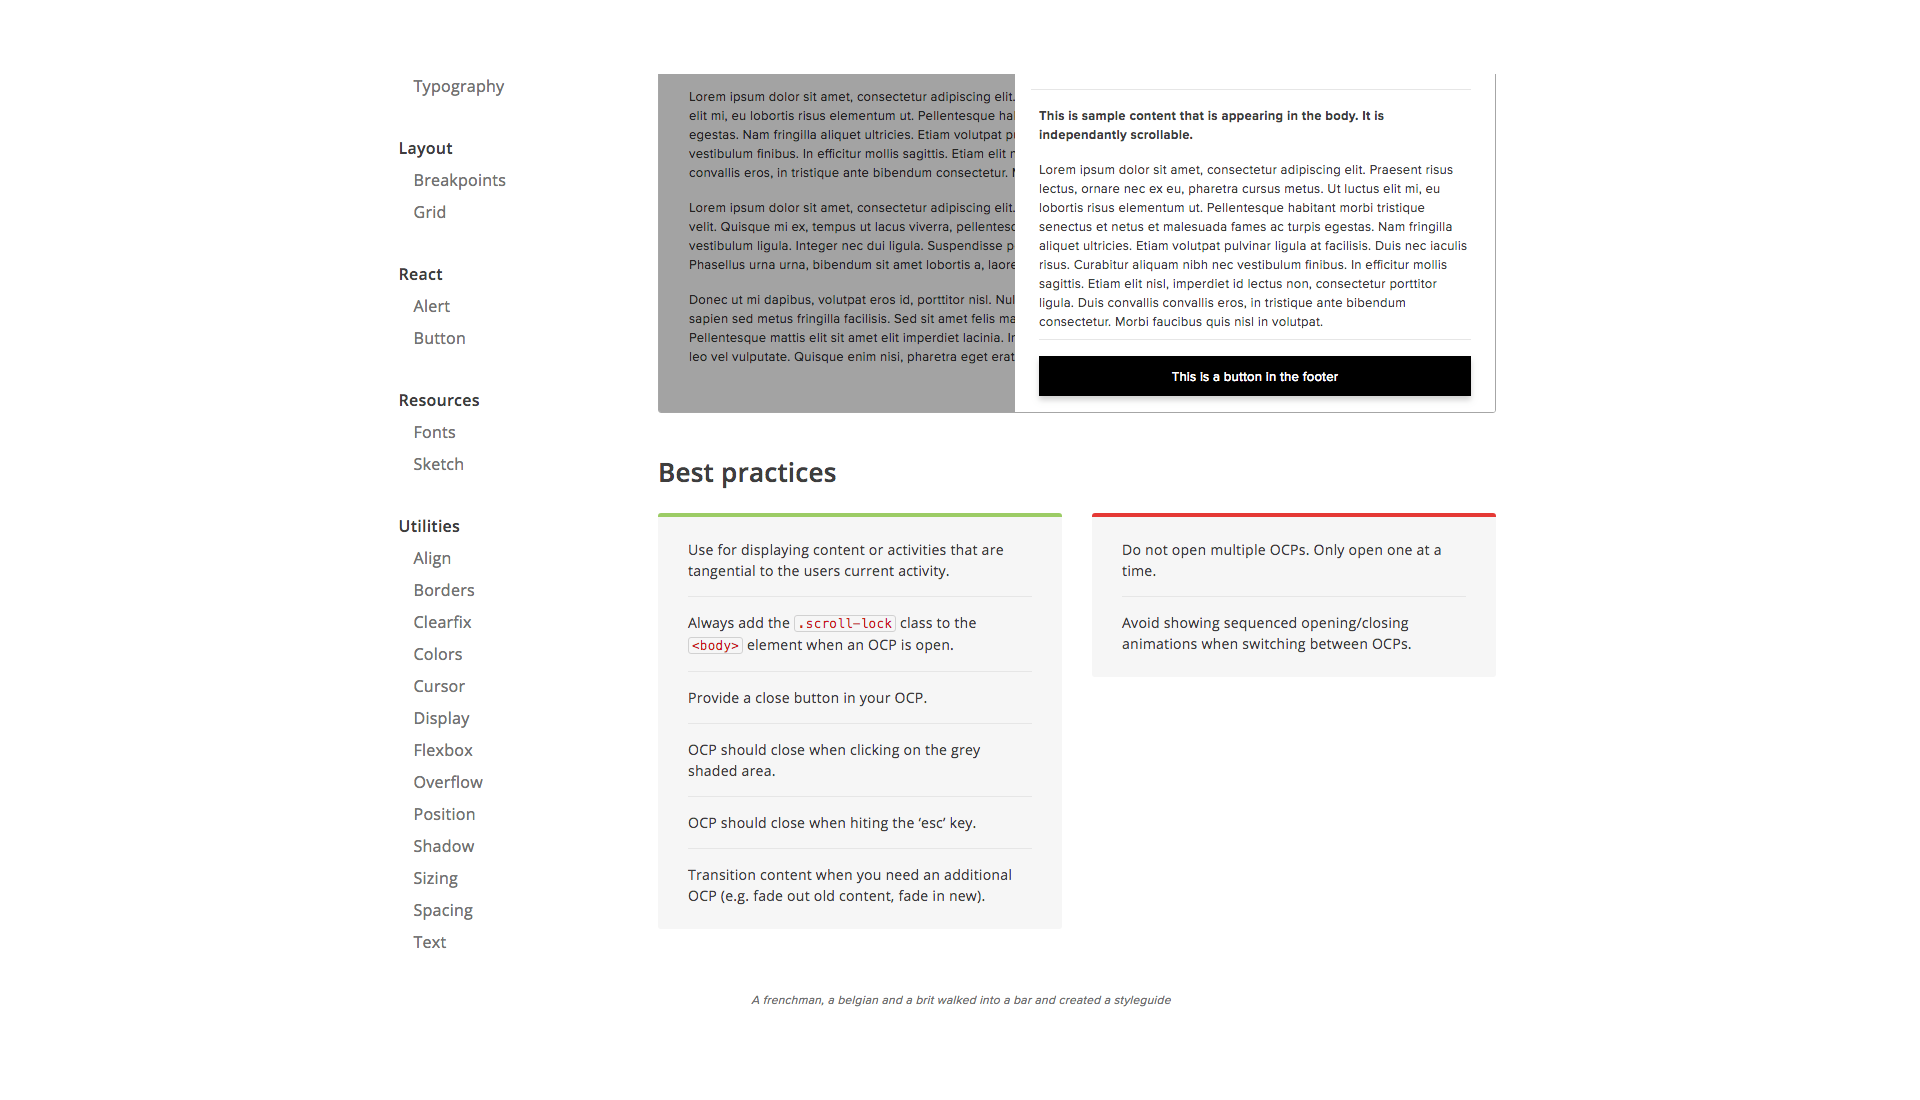 Typography
Layout
Breakpoints
Grid
React
Alert
Button
Resources
Fonts
Sketch
Utilities
Align
Borders
Clearfix
Colors
Cursor
Display
Flexbox
Overflow
Position
Shadow
Sizing
Spacing
Text
Lorem ipsum dolor sit amet, consectetur adipiscing elit.
elit mi, eu lobortis risus elementum ut. Pellentesque ha
egestas. Nam fringilla aliquet ultricies. Etiam volutpat p
vestibulum finibus. In efficitur mollis sagittis. Etiam elit
convallis eros, in tristique ante bibendum consectetur.
Lorem ipsum dolor sit amet, consectetur adipiscing elit.
velit. Quisque mi ex, tempus ut lacus viverra, pellentesc
vestibulum ligula. Integer nec dui ligula. Suspendisse p
Phasellus urna urna, bibendum sit amet lobortis a, laore
Donec ut mi dapibus, volutpat eros id, porttitor nisl. Nul
sapien sed metus fringilla facilisis. Sed sit amet felis ma
Pellentesque mattis elit sit amet elit imperdiet lacinia. I
leo vel vulputate. Quisque enim nisi, pharetra eget erat
This is sample content that is appearing in the body. It is
independantly scrollable.
Lorem ipsum dolor sit amet, consectetur adipiscing elit. Praesent risus
lectus, ornare nec ex eu, pharetra cursus metus. Ut luctus elit mi, eu
lobortis risus elementum ut. Pellentesque habitant morbi tristique
senectus et netus et malesuada fames ac turpis egestas. Nam fringilla
aliquet ultricies. Etiam volutpat pulvinar ligula at facilisis. Duis nec iaculis
risus. Curabitur aliquam nibh nec vestibulum finibus. In efficitur mollis
sagittis. Etiam elit nisl, imperdiet id lectus non, consectetur porttitor
ligula. Duis convallis convallis eros, in tristique ante bibendum
consectetur. Morbi faucibus quis nisl in volutpat.
This is a button in the footer
Best practices
Use for displaying content or activities that are
tangential to the users current activity.
Always add the .scroll-lock class to the
<body> element when an OCP is open.
Provide a close button in your OCP.
OCP should close when clicking on the grey
shaded area.
OCP should close when hiting the ‘esc’ key.
Transition content when you need an additional
OCP (e.g. fade out old content, fade in new).
Do not open multiple OCPs. Only open one at a
time.
Avoid showing sequenced opening/closing
animations when switching between OCPs.
A frenchman, a belgian and a brit walked into a bar and created a styleguide